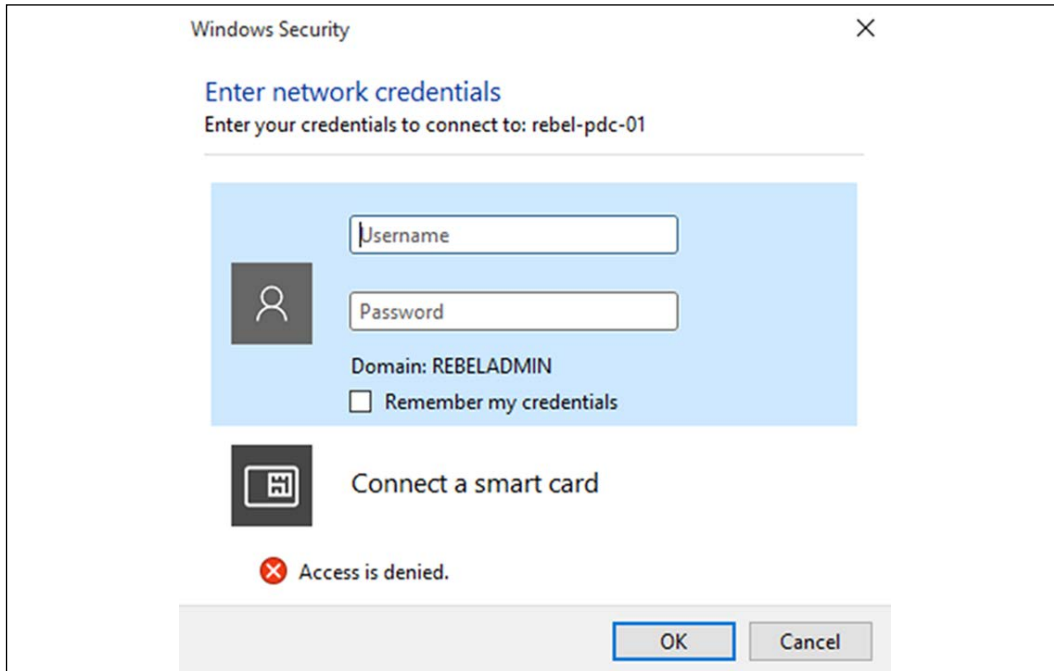 Windows Security
Enter network credentials
Enter your credentials to connect to: rebel-pdc-01
Username
Password
Domain: REBELADMIN
Remember my credentials
Connect a smart card
Access is denied.
OK Cancel